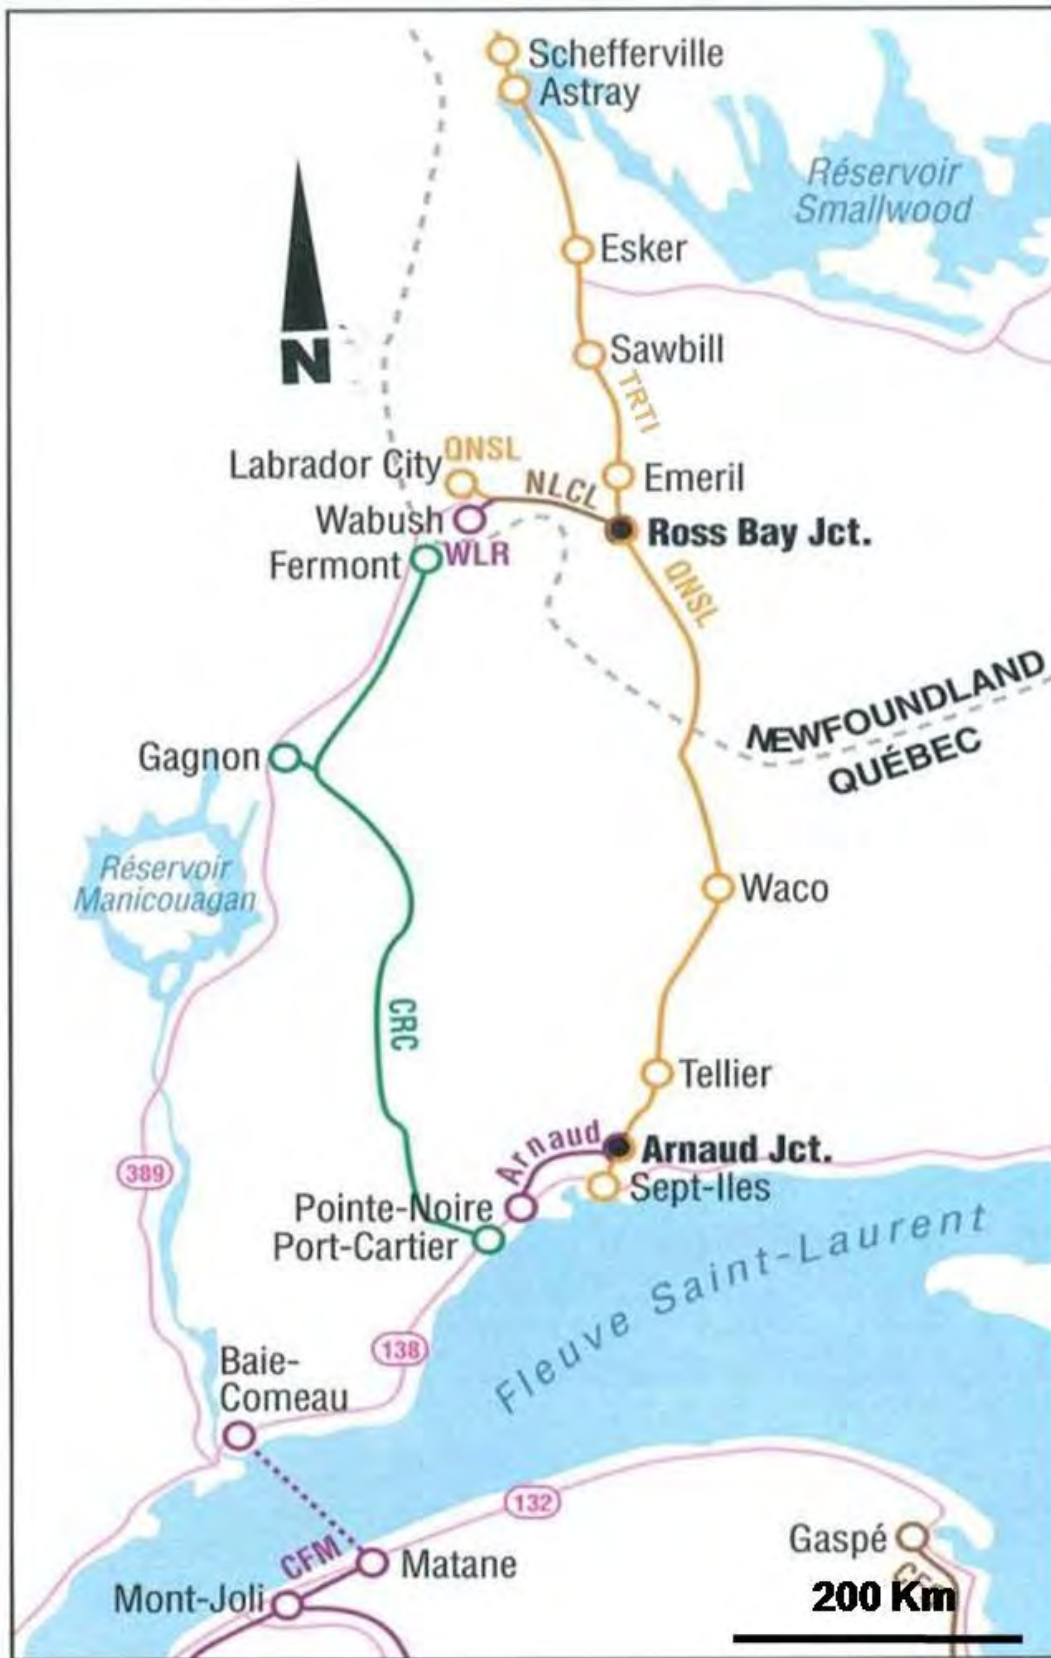 Schefferville
Astray
Réservoir
Smallwood
Esker
N
Sawbill
TRTI
Labrador City
QNSL
NLCL
Emeril
Wabush
Ross Bay Jct.
Fermont
WLR
QNSL
NEWFOUNDLAND
QUÉBEC
Gagnon
Réservoir
Manicouagan
Waco
CRC
Tellier
Arnaud
Arnaud Jct.
389
Sept-Iles
Pointe-Noire
Port-Cartier
Fleuve Saint-Laurent
138
Baie-
Comeau
132
Gaspé
CFM
Matane
Mont-Joli
200 Km